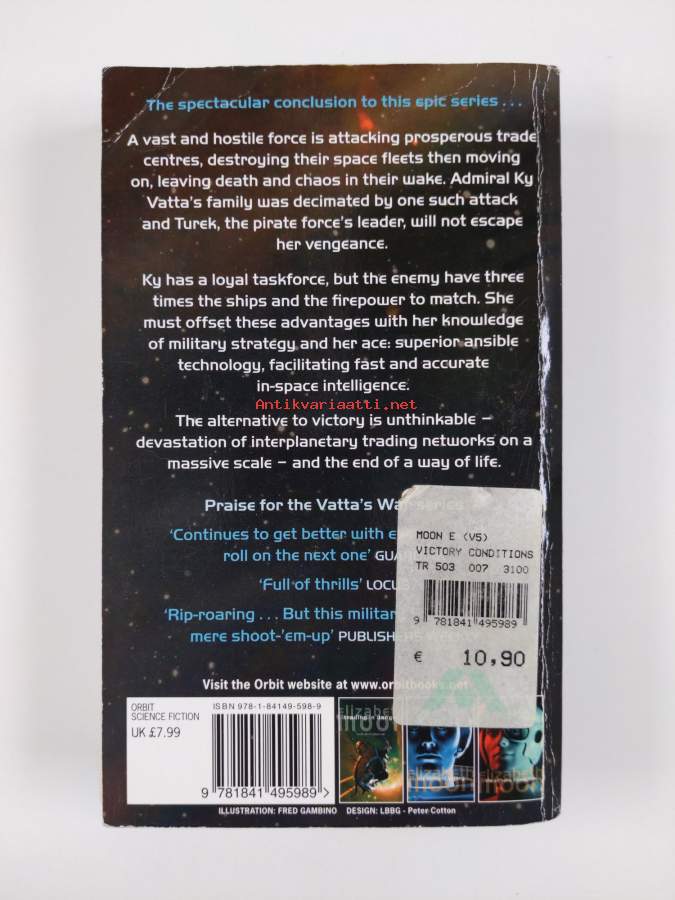 The spectacular conclusion to this epic series . . .
A vast and hostile force is attacking prosperous trade
centres, destroying their space fleets then moving
on, leaving death and chaos in their wake. Admiral Ky
Vatta's family was decimated by one such attack
and Turek, the pirate force's leader, will not escape
her vengeance.
Ky has a loyal taskforce, but the enemy have three
times the ships and the firepower to match. She
must offset these advantages with her knowledge
of military strategy and her ace: superior ansible
technology, facilitating fast and accurate
in-space intelligence.
Antikvariaatti.net
The alternative to victory is unthinkable –
devastation of interplanetary trading networks on a
massive scale – and the end of a way of life.
Praise for the Vatta's War series
'Continues to get better with
roll on the next one'
'Full of thrills' LOCUS
'Rip-roaring . . . But this
mere shoot-'em-up' PUBLISHERS WEEKLY
MOON E (V5)
VICTORY CONDITIONS
TR 503 007 3100
9 781841 495989
€ 10,90
Visit the Orbit website at www.orbitbooks.net
ORBIT
SCIENCE FICTION
UK £7.99
ISBN 978-1-84149-598-9
9 781841 495989 >
elizabeth
moon
elizabeth
moon
elizabeth
moon
ILLUSTRATION: FRED GAMBINO DESIGN: LBBG - Peter Cotton